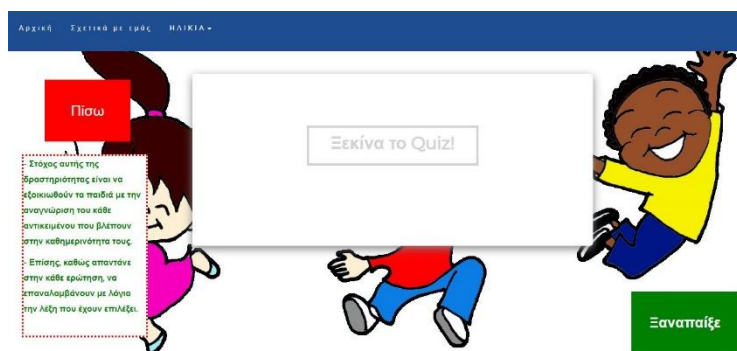 Αρχική Σχετικά με εμάς ΗΛΙΚΙΑ
Πίσω
Ξεκίνα το Quiz!
- Στόχος αυτής της
δραστηριότητας είναι να
εξοικιωθούν τα παιδιά με την
αναγνώριση του κάθε
αντικειμένου που βλέπουν
στην καθημερινότητα τους.
- Επίσης, καθώς απαντάνε
στην κάθε ερώτηση, να
επαναλαμβάνουν με λόγια
την λέξη που έχουν επιλέξει.
Ξαναπαίξε